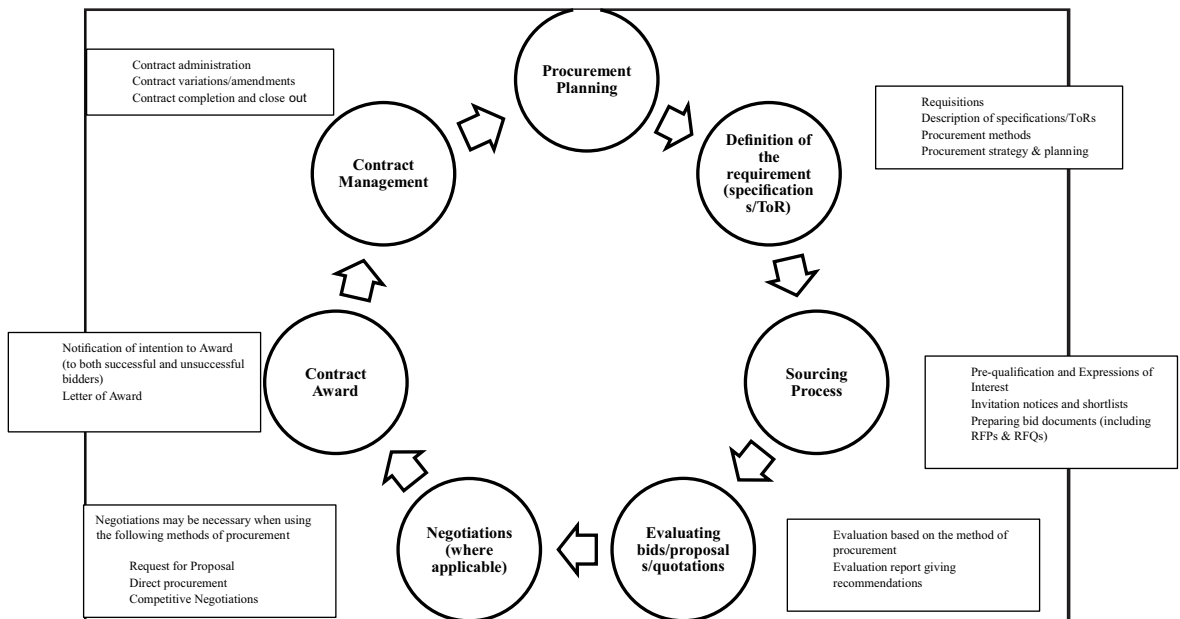 Procurement
Planning
Contract administration
Contract variations/amendments
Contract completion and close out
Requisitions
Description of specifications/ToRs
Procurement methods
Procurement strategy & planning
Definition of
the
requirement
(specification
s/ToR)
Contract
Management
Notification of intention to Award
(to both successful and unsuccessful
bidders)
Letter of Award
Contract
Award
Sourcing
Process
Pre-qualification and Expressions of
Interest
Invitation notices and shortlists
Preparing bid documents (including
RFPs & RFQs)
Negotiations may be necessary when using
the following methods of procurement
Request for Proposal
Direct procurement
Competitive Negotiations
Negotiations
(where
applicable)
Evaluating
bids/proposal
s/quotations
Evaluation based on the method of
procurement
Evaluation report giving
recommendations